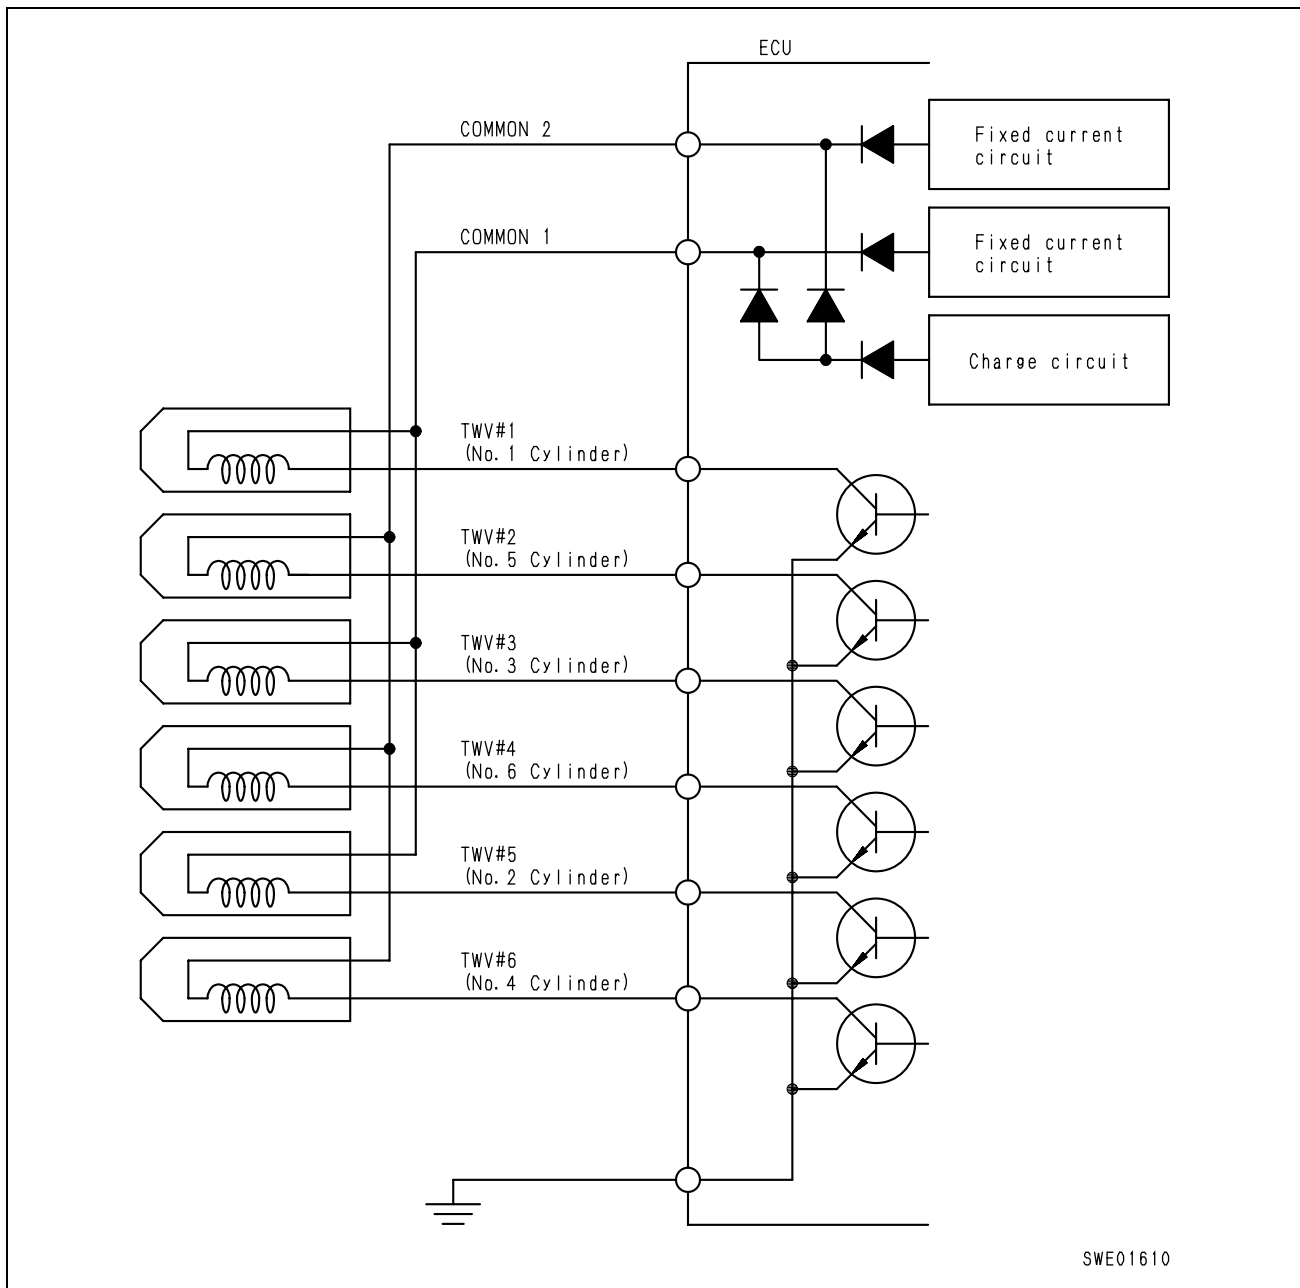 ECU
COMMON 2
Fixed current
circuit
COMMON 1
Fixed current
circuit
Charge circuit
TWV#1
(No. 1 Cylinder)
TWV#2
(No. 5 Cylinder)
TWV#3
(No. 3 Cylinder)
TWV#4
(No. 6 Cylinder)
TWV#5
(No. 2 Cylinder)
TWV#6
(No. 4 Cylinder)
SWE01610